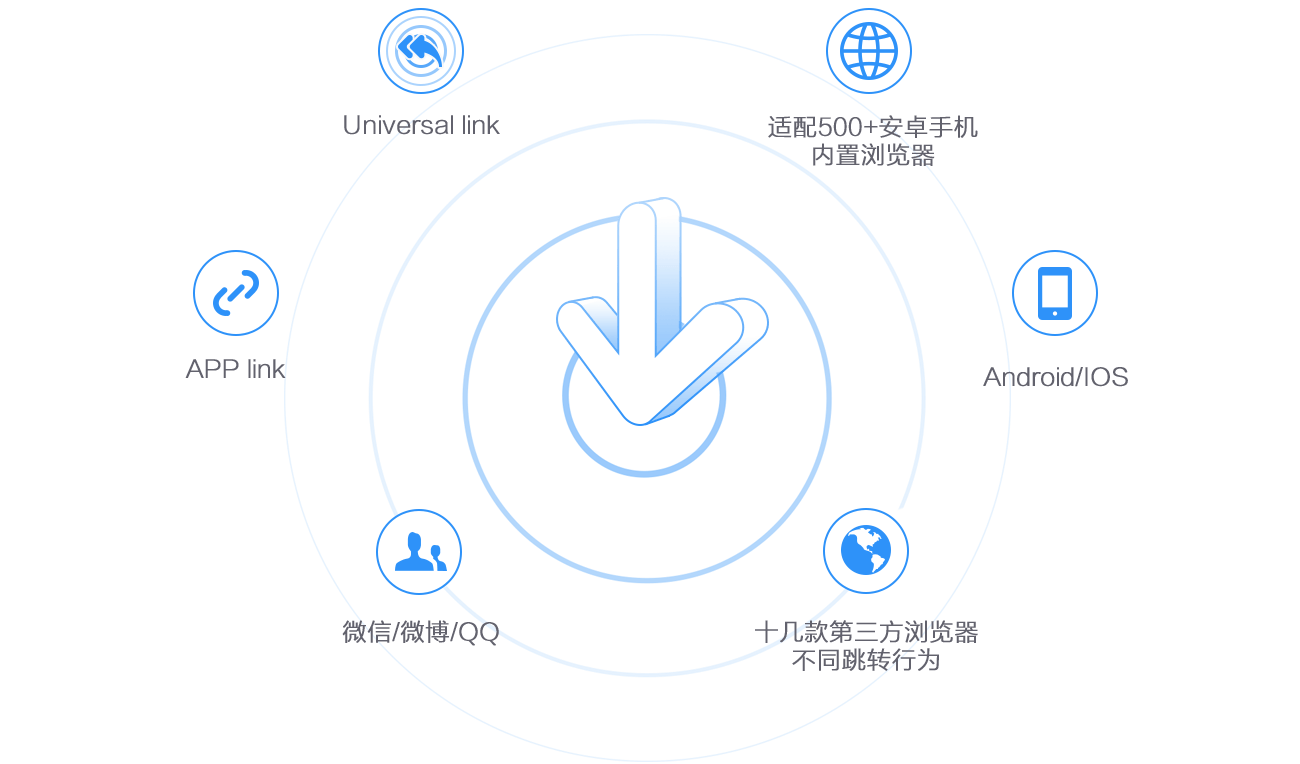 Universal link
适配500+安卓手机
内置浏览器
APP link
Android/IOS
微信/微博/QQ
十几款第三方浏览器
不同跳转行为